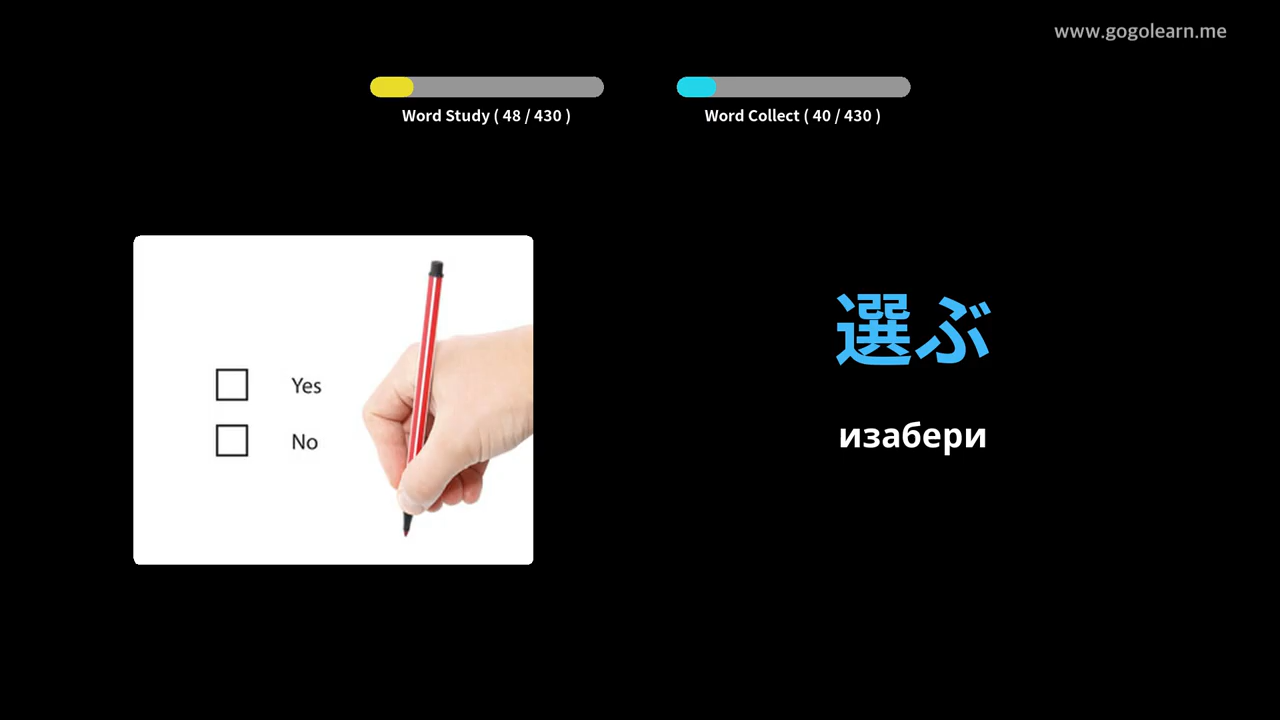 www.gogolearn.me
Word Study ( 48 / 430 )
Word Collect ( 40 / 430 )
Yes
No
選ぶ
изабери